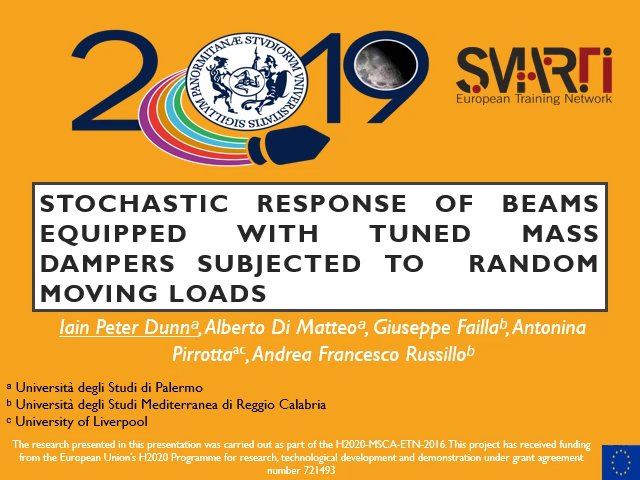 2019
SIGILLUM PANORMITANÆ STVDIORVM VNIVERSITATIS
SMARTi
European Training Network
STOCHASTIC RESPONSE OF BEAMS
EQUIPPED WITH TUNED MASS
DAMPERS SUBJECTED TO RANDOM
MOVING LOADS
Iain Peter Dunnᵃ, Alberto Di Matteoᵃ, Giuseppe Faillaᵇ, Antonina
Pirrottaᵃᶜ, Andrea Francesco Russilloᵇ
ᵃ Università degli Studi di Palermo
ᵇ Università degli Studi Mediterranea di Reggio Calabria
ᶜ University of Liverpool
The research presented in this presentation was carried out as part of the H2020-MSCA-ETN-2016. This project has received funding
from the European Union's H2020 Programme for research, technological development and demonstration under grant agreement
number 721493